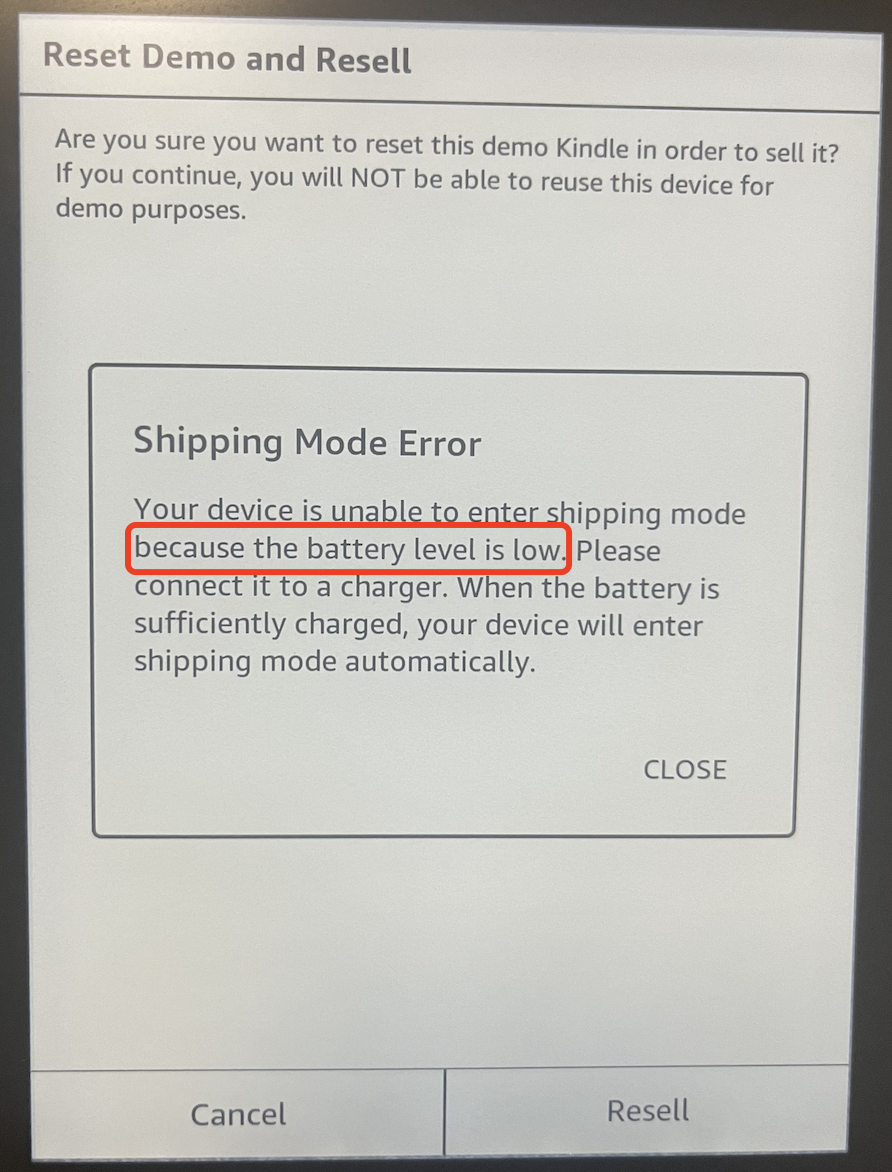 Reset Demo and Resell
Are you sure you want to reset this demo Kindle in order to sell it?
If you continue, you will NOT be able to reuse this device for
demo purposes.
Shipping Mode Error
Your device is unable to enter shipping mode
because the battery level is low. Please
connect it to a charger. When the battery is
sufficiently charged, your device will enter
shipping mode automatically.
CLOSE
Cancel
Resell